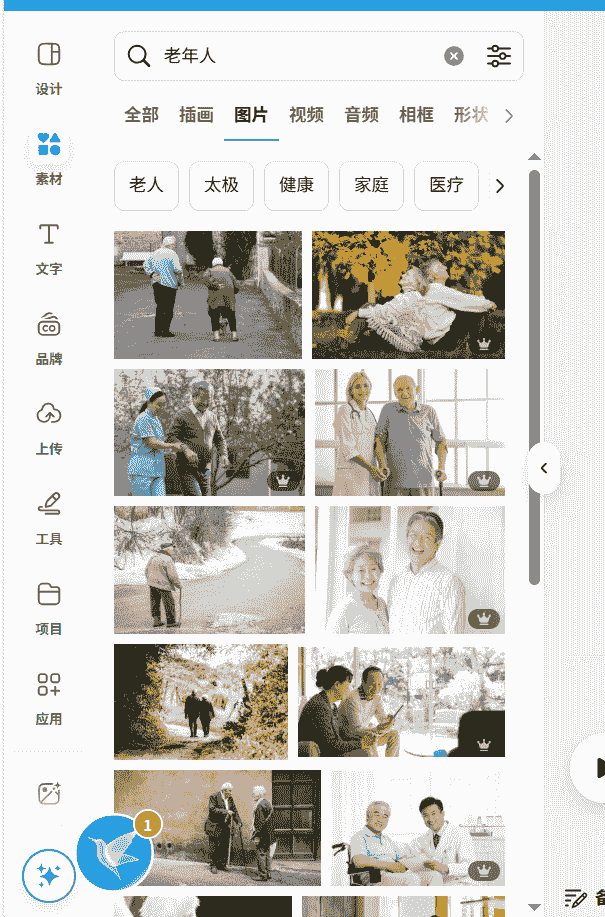 老年人
全部 插画 图片 视频 音频 相框 形状
老人 太极 健康 家庭 医疗
设计
素材
文字
CO
品牌
上传
工具
项目
应用
1
备